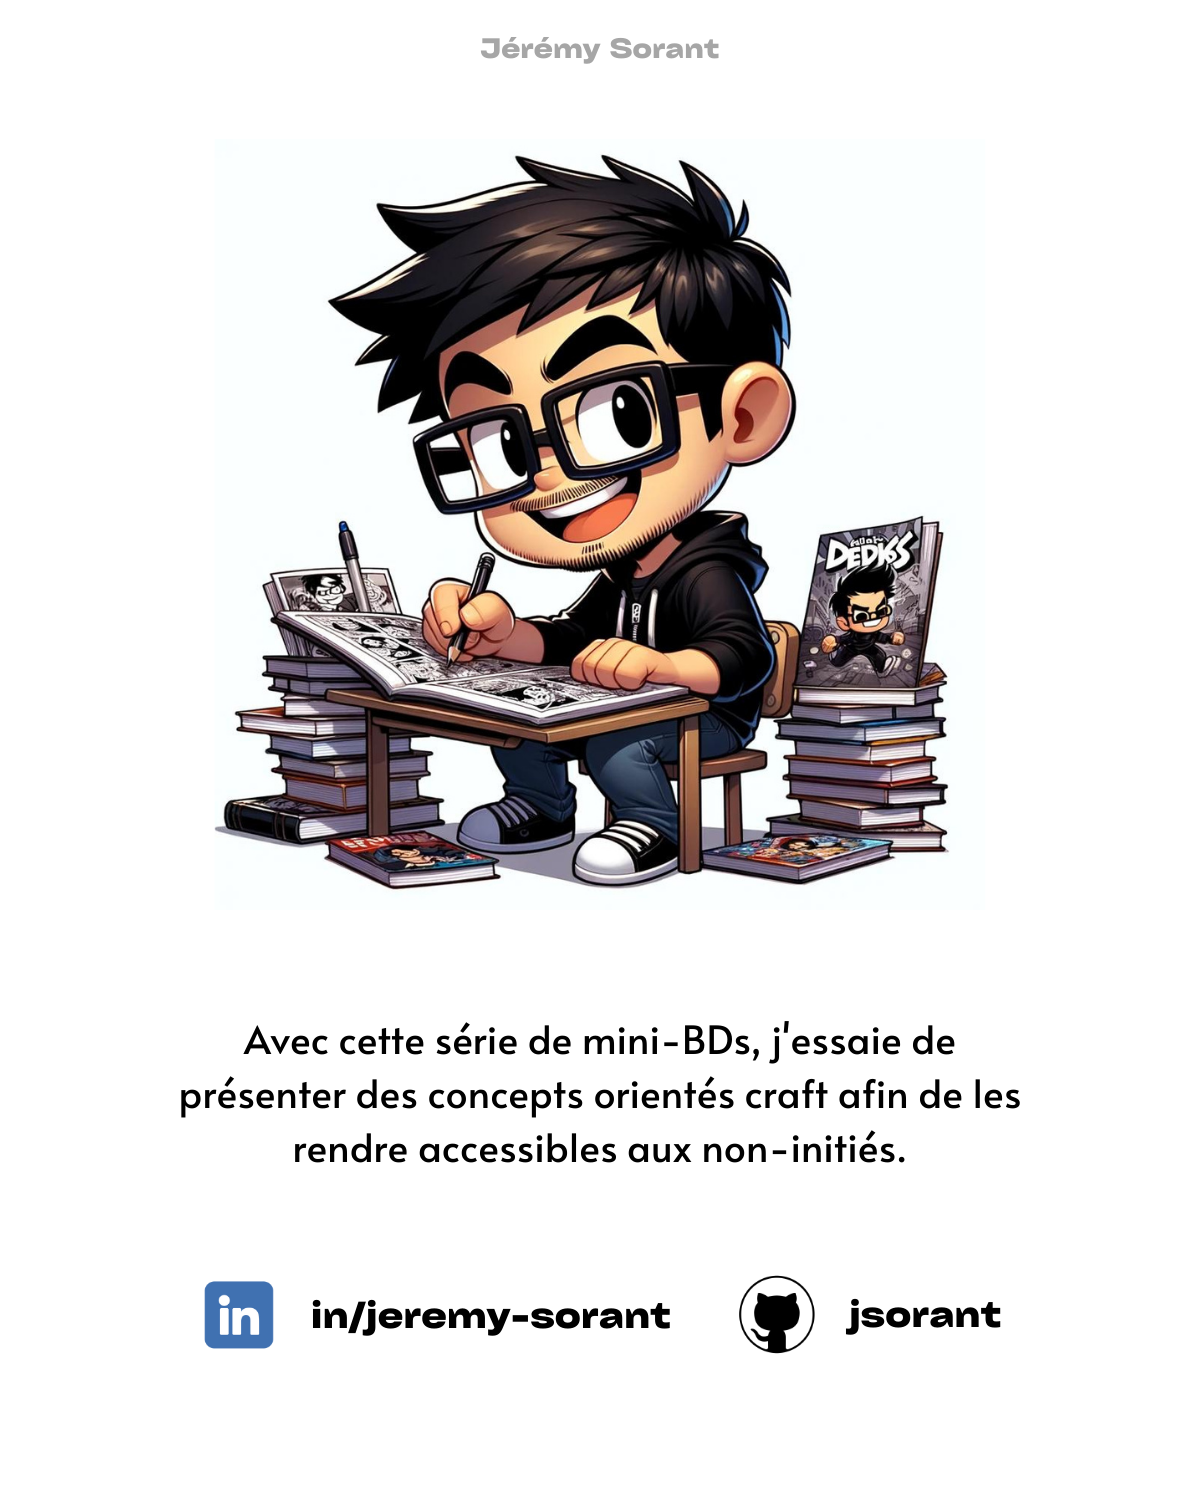 Jérémy Sorant
DEDKSS
Avec cette série de mini-BDs, j'essaie de
présenter des concepts orientés craft afin de les
rendre accessibles aux non-initiés.
in
in/jeremy-sorant
jsorant